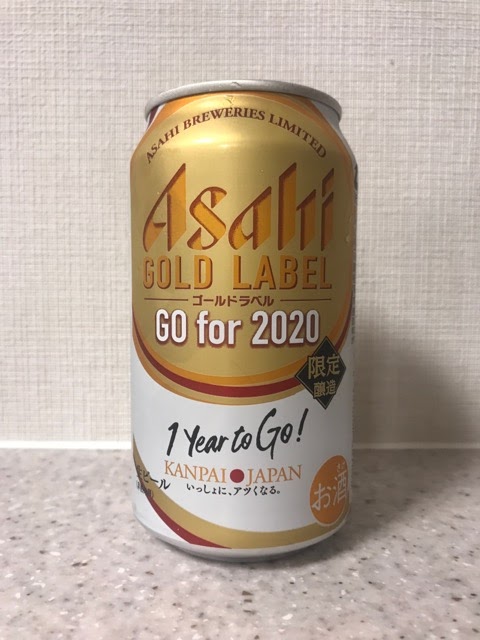 ASAHI BREWERIES LIMITED
Asahi
GOLD LABEL
ゴールドラベル
GO for 2020
限定
醸造
1 Year to Go!
KANPAI JAPAN
いっしょに、アツくなる。
ビール
お酒